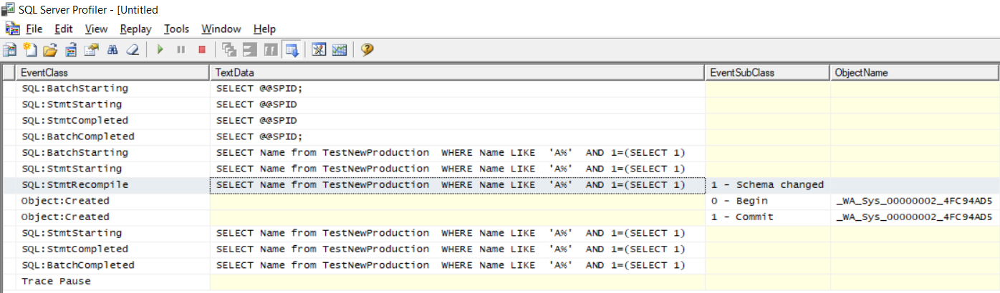 SQL Server Profiler - [Untitled
File Edit View Replay Tools Window Help
EventClass TextData EventSubClass ObjectName
SQL:BatchStarting SELECT @@SPID;
SQL:StmtStarting SELECT @@SPID
SQL:StmtCompleted SELECT @@SPID
SQL:BatchCompleted SELECT @@SPID;
SQL:BatchStarting SELECT Name from TestNewProduction WHERE Name LIKE 'A%' AND 1=(SELECT 1)
SQL:StmtStarting SELECT Name from TestNewProduction WHERE Name LIKE 'A%' AND 1=(SELECT 1)
SQL:StmtRecompile SELECT Name from TestNewProduction WHERE Name LIKE 'A%' AND 1=(SELECT 1) 1 - Schema changed
Object:Created 0 - Begin _WA_Sys_00000002_4FC94AD5
Object:Created 1 - Commit _WA_Sys_00000002_4FC94AD5
SQL:StmtStarting SELECT Name from TestNewProduction WHERE Name LIKE 'A%' AND 1=(SELECT 1)
SQL:StmtCompleted SELECT Name from TestNewProduction WHERE Name LIKE 'A%' AND 1=(SELECT 1)
SQL:BatchCompleted SELECT Name from TestNewProduction WHERE Name LIKE 'A%' AND 1=(SELECT 1)
Trace Pause